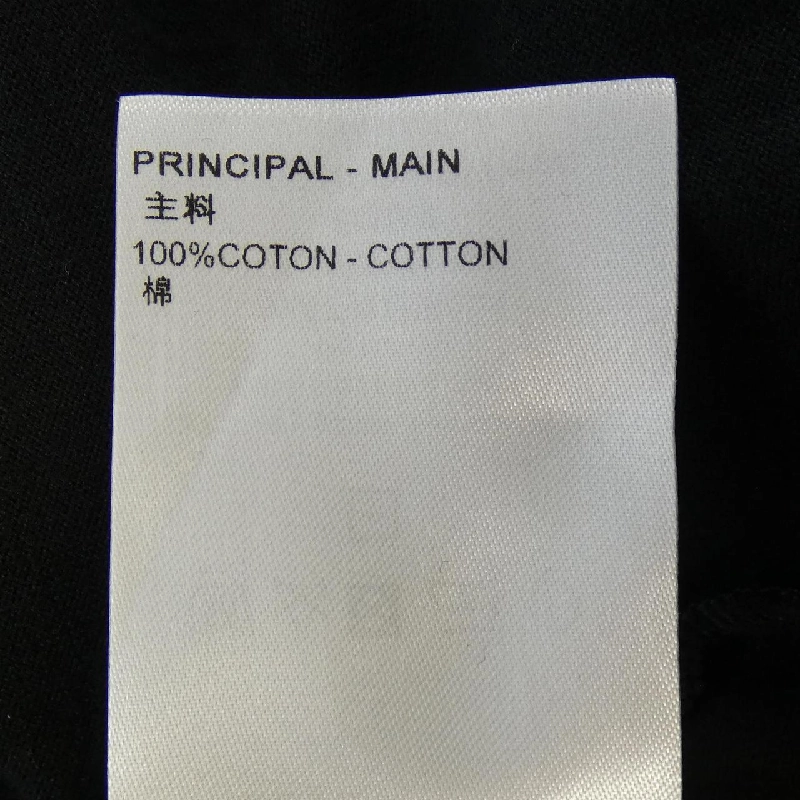 PRINCIPAL - MAIN
主料
100%COTON - COTTON
棉